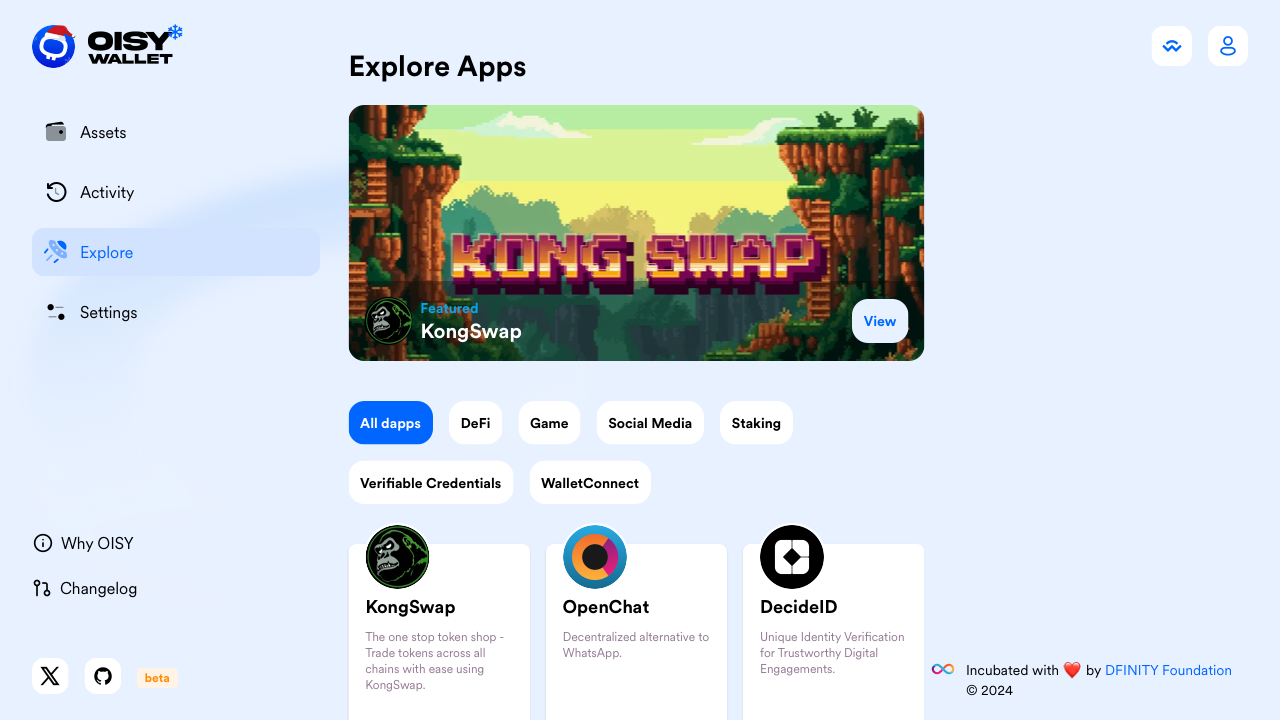 OISY
WALLET
Explore Apps
Assets
Activity
Explore
Settings
KONG SWAP
Featured
KongSwap
View
All dapps
DeFi
Game
Social Media
Staking
Verifiable Credentials
WalletConnect
KongSwap
The one stop token shop -
Trade tokens across all
chains with ease using
KongSwap.
OpenChat
Decentralized alternative to
WhatsApp.
DecideID
Unique Identity Verification
for Trustworthy Digital
Engagements.
Why OISY
Changelog
beta
Incubated with ❤️ by DFINITY Foundation
© 2024